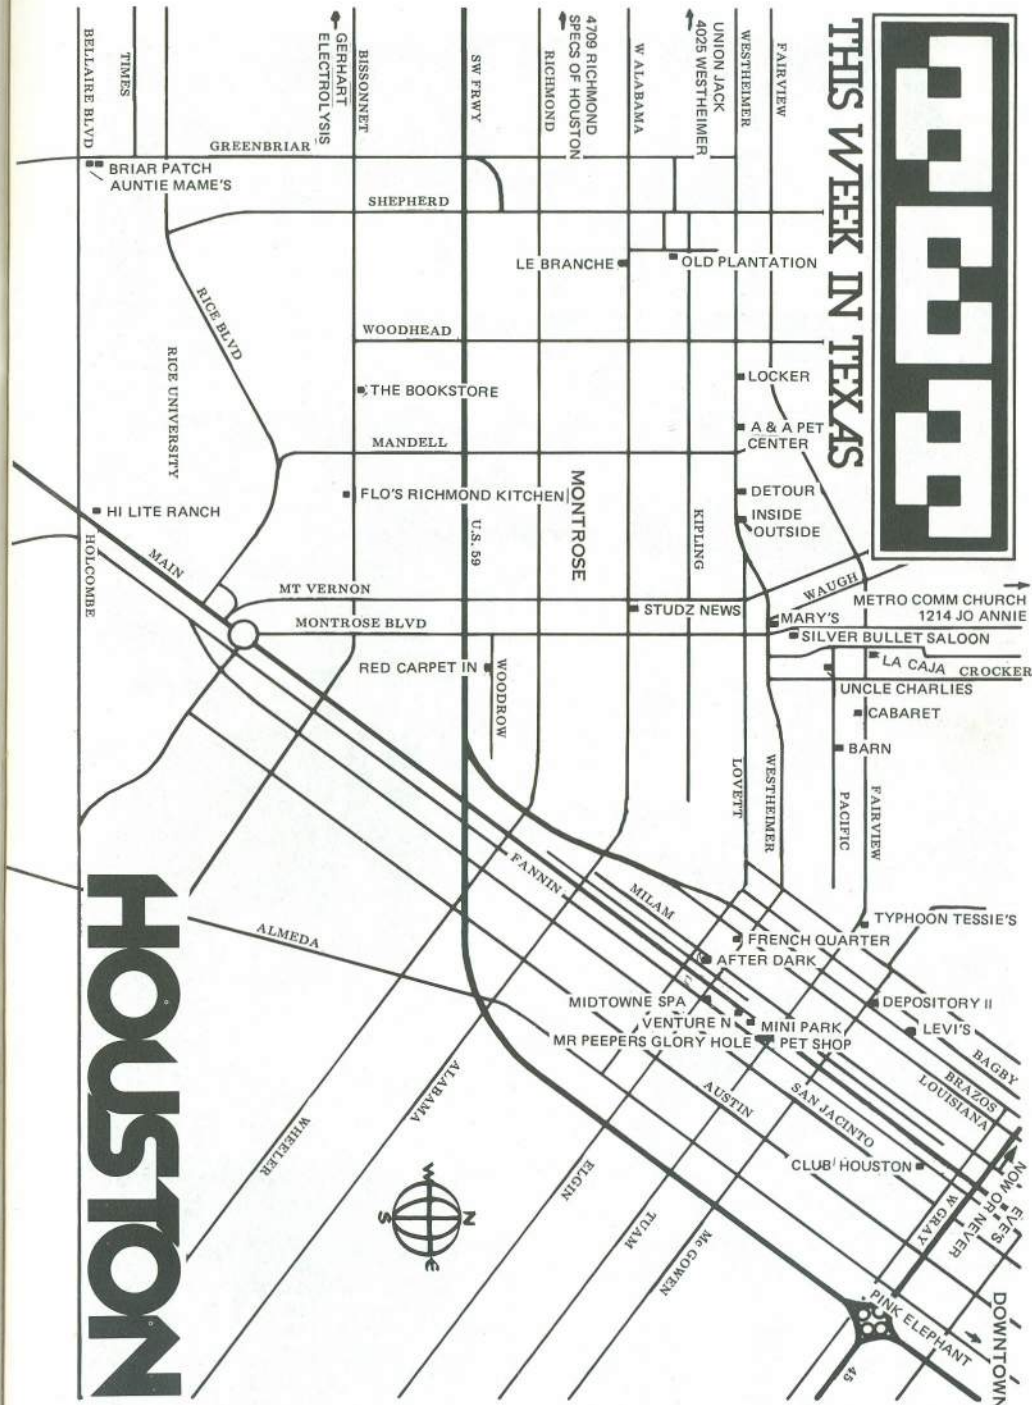 TWT
THIS WEEK IN TEXAS
HOUSTON
BELLAIRE BLVD
TIMES
GERHART
ELECTROLYSIS
BISSONNET
SW FRWY
RICHMOND
4709 RICHMOND
SPECS OF HOUSTON
W ALABAMA
UNION JACK
4025 WESTHEIMER
WESTHEIMER
FAIRVIEW
GREENBRIAR
BRIAR PATCH
AUNTIE MAME'S
SHEPHERD
LE BRANCHE
OLD PLANTATION
RICE BLVD
WOODHEAD
RICE UNIVERSITY
THE BOOKSTORE
LOCKER
A & A PET
CENTER
MANDELL
FLO'S RICHMOND KITCHEN
MONTROSE
DETOUR
INSIDE
OUTSIDE
HI LITE RANCH
HOLCOMBE
MAIN
U.S. 59
KIPLING
MT VERNON
WAUGH
METRO COMM CHURCH
1214 JO ANNIE
STUDZ NEWS
MARY'S
MONTROSE BLVD
SILVER BULLET SALOON
RED CARPET IN
WOODROW
LA CAJA
CROCKER
UNCLE CHARLIES
CABARET
BARN
LOVETT
WESTHEIMER
PACIFIC
FAIRVIEW
FANNIN
MILAM
TYPHOON TESSIE'S
ALMEDA
FRENCH QUARTER
AFTER DARK
MIDTOWNE SPA
VENTURE N
MR PEEPERS GLORY HOLE
MINI PARK
PET SHOP
DEPOSITORY II
LEVI'S
BAGBY
BRAZOS
LOUISIANA
ALABAMA
WHEELER
AUSTIN
SAN JACINTO
CLUB HOUSTON
ELGIN
TUAM
McGOWEN
W GRAY
EVE'S
NOW OR NEVER
N
W
E
S
PINK ELEPHANT
45
DOWNTOWN